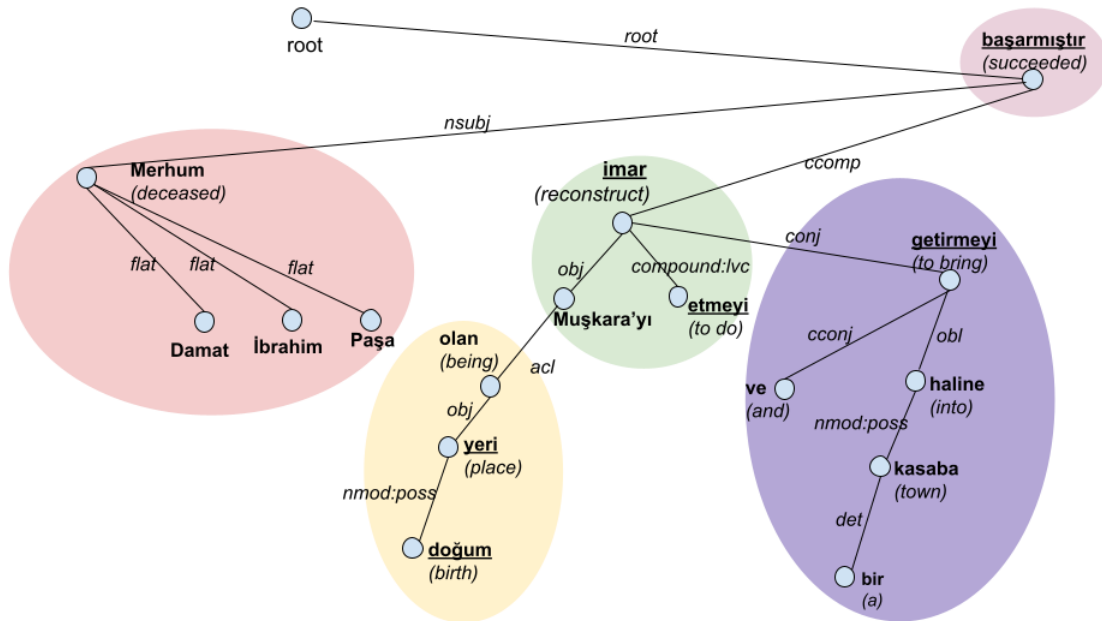 root
root
başarmıştır
(succeeded)
nsubj
ccomp
Merhum
(deceased)
flat
flat
flat
Damat
İbrahim
Paşa
imar
(reconstruct)
obj
compound:lvc
Muşkara'yı
etmeyi
(to do)
conj
getirmeyi
(to bring)
cconj
obl
ve
(and)
haline
(into)
nmod:poss
kasaba
(town)
det
bir
(a)
acl
olan
(being)
obj
yeri
(place)
nmod:poss
doğum
(birth)